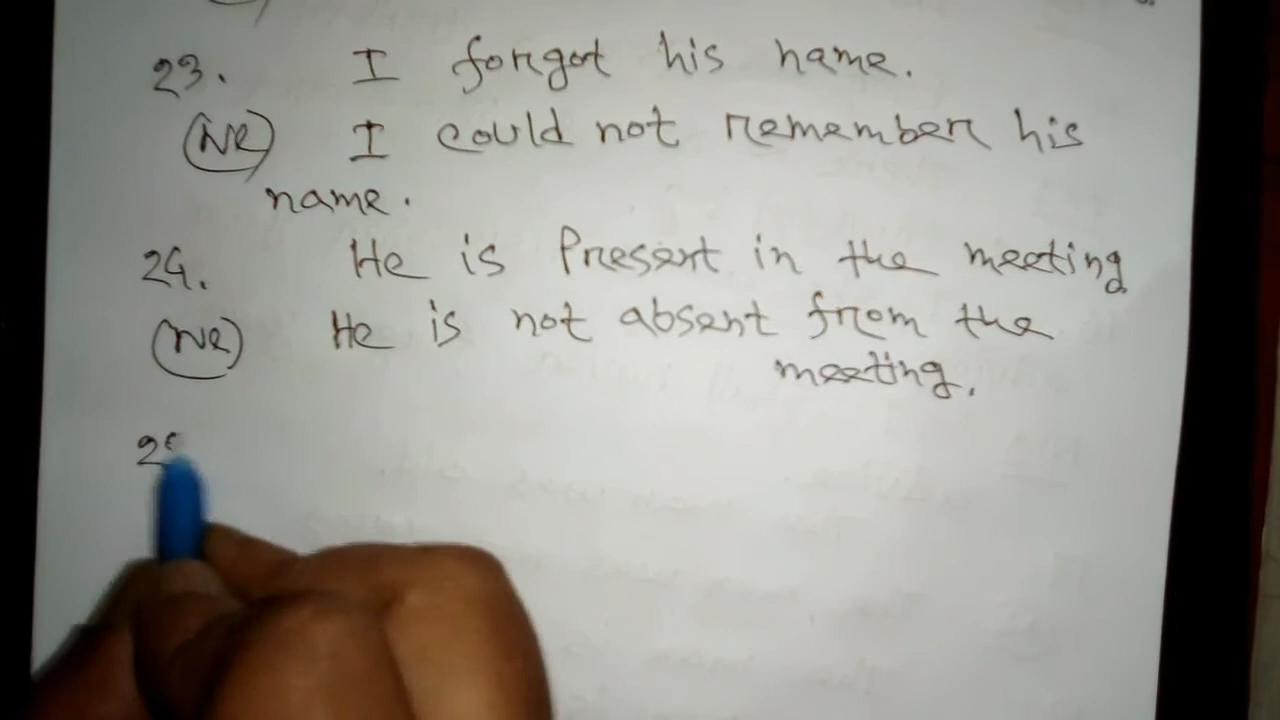 23. I forgot his name.
(Ne) I could not remember his
name.
24. He is Present in the meeting
(Ne) He is not absent from the
meeting.